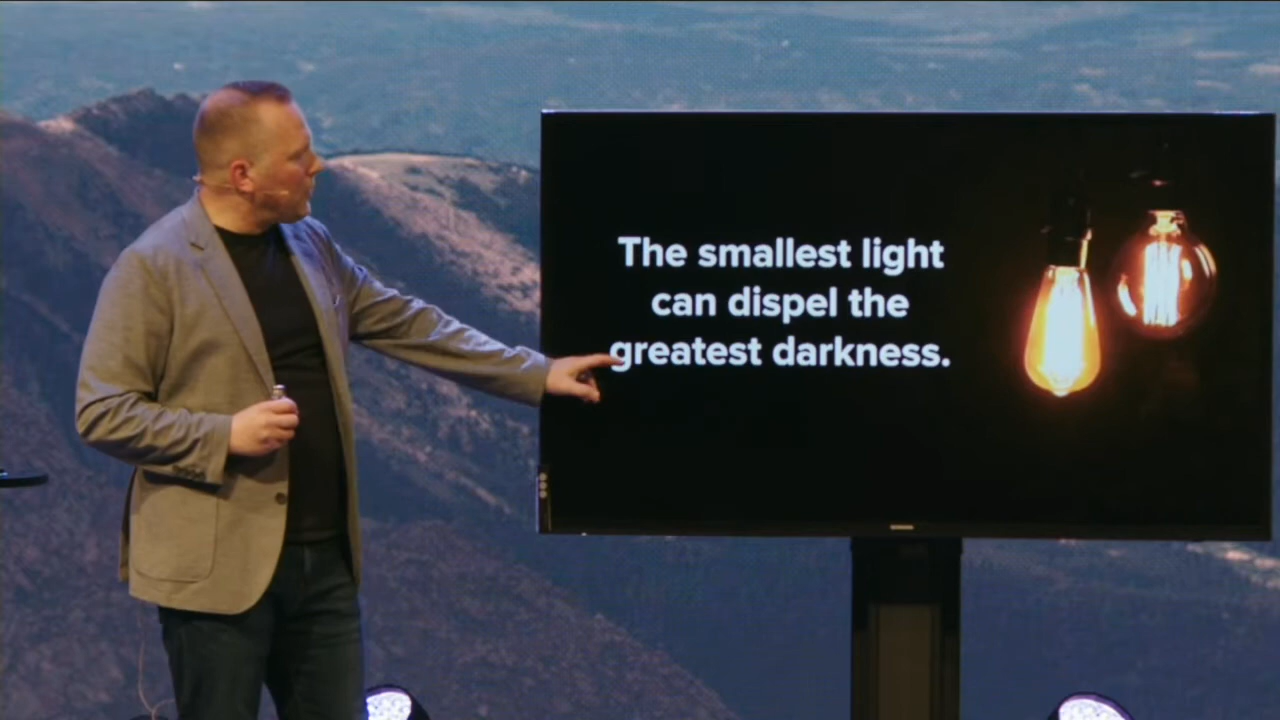 The smallest light
can dispel the
greatest darkness.